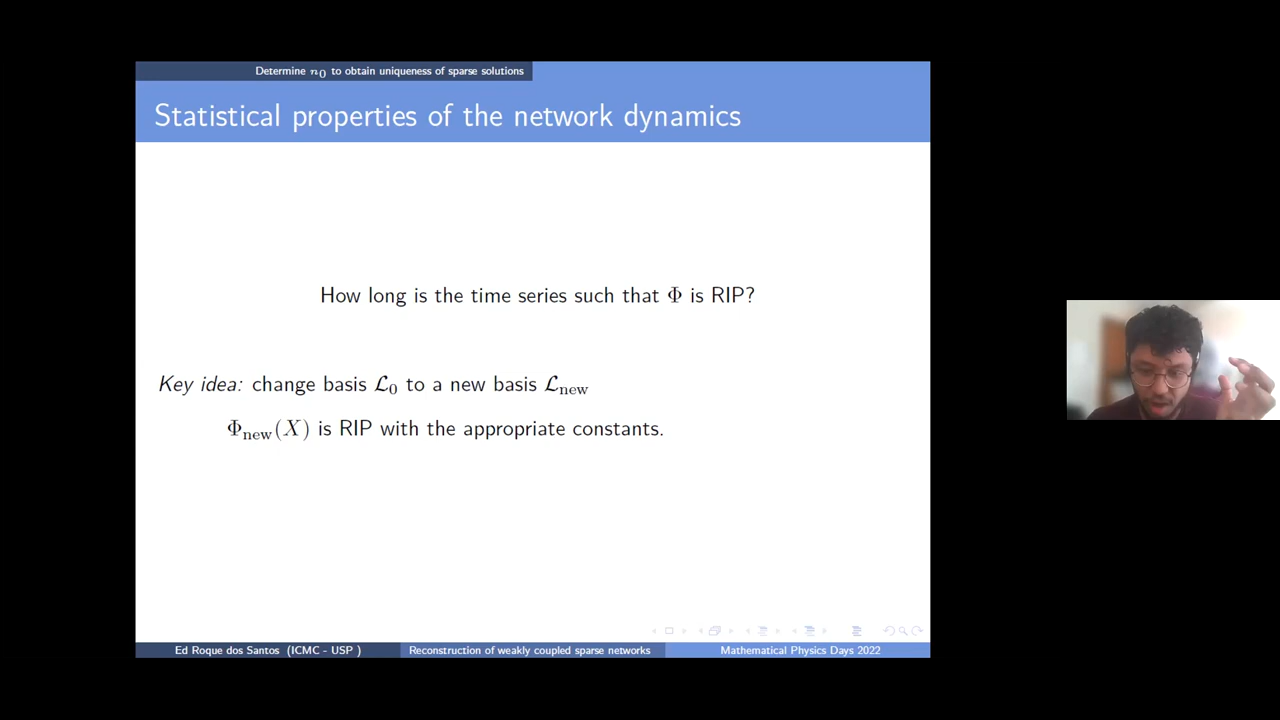 Determine n₀ to obtain uniqueness of sparse solutions
Statistical properties of the network dynamics
How long is the time series such that Φ is RIP?
Key idea: change basis 𝓛₀ to a new basis 𝓛new
Φnew(X) is RIP with the appropriate constants.
Ed Roque dos Santos (ICMC - USP ) Reconstruction of weakly coupled sparse networks Mathematical Physics Days 2022